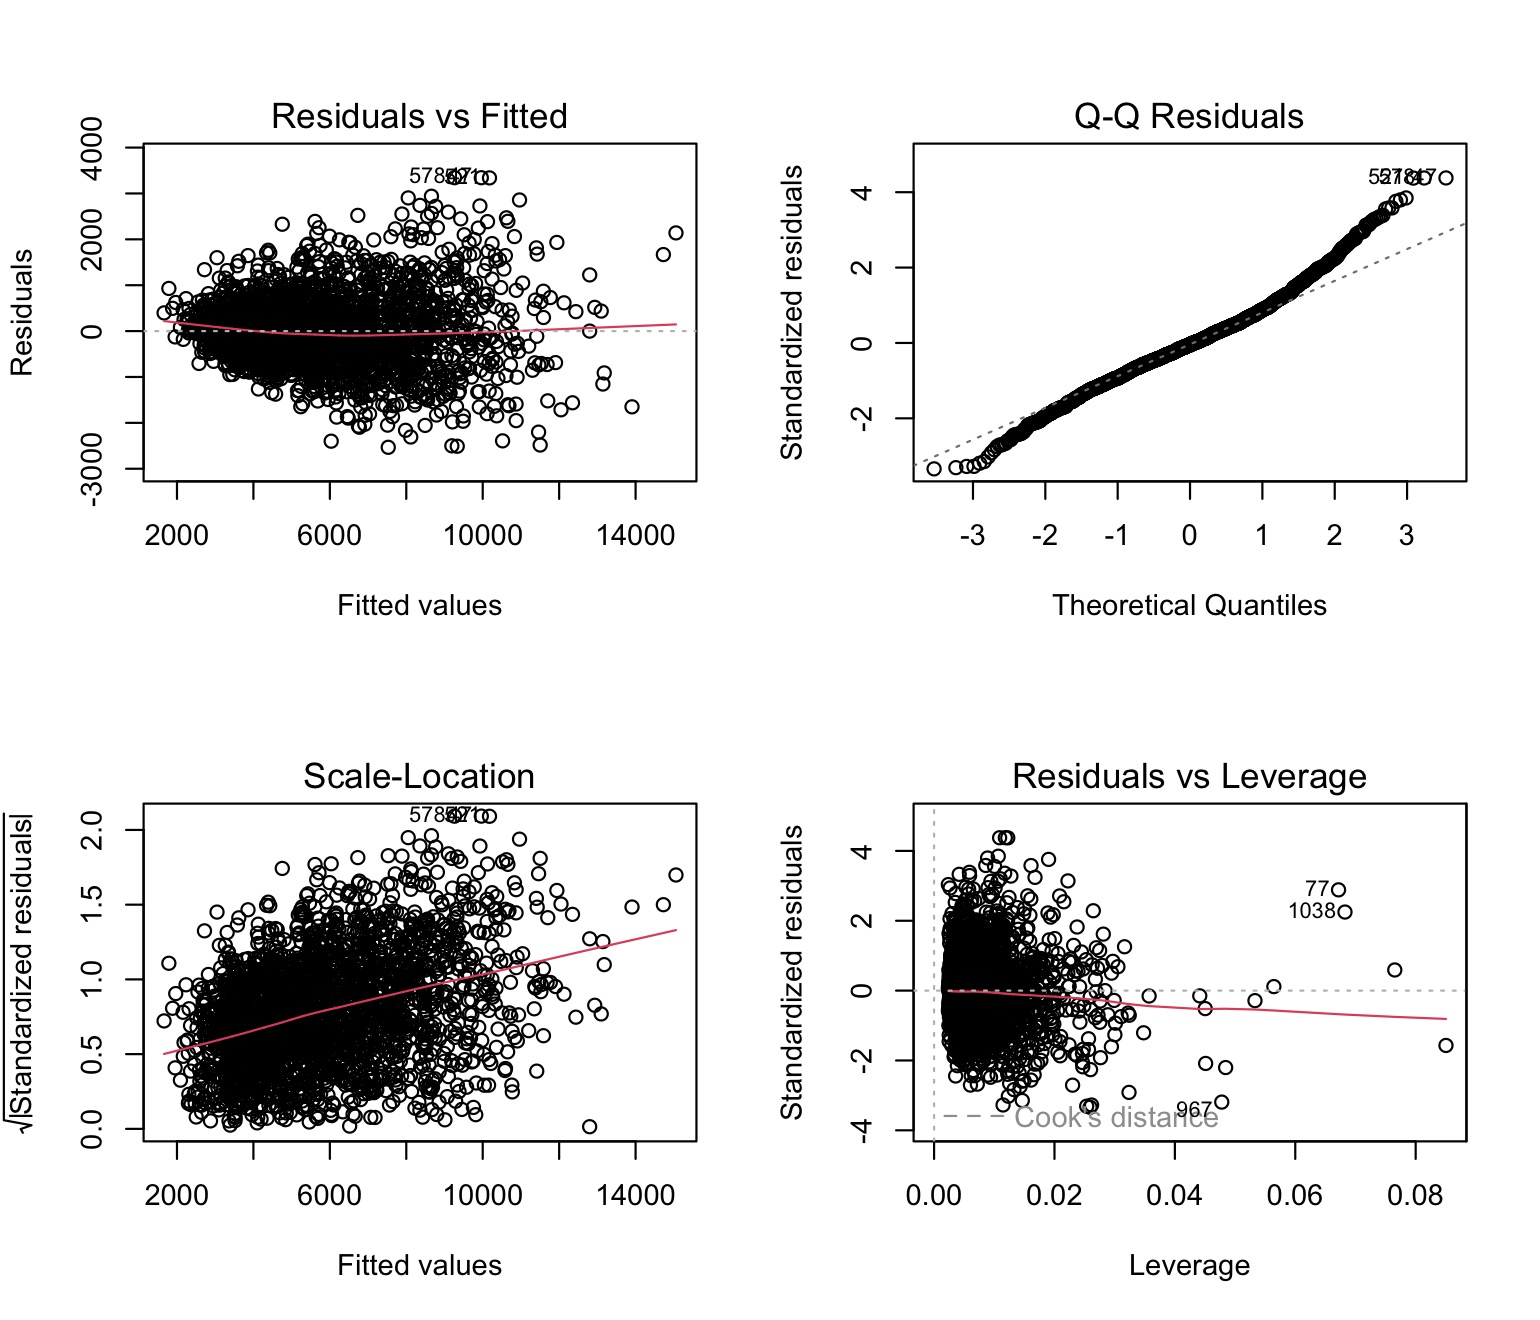 Residuals vs Fitted
Residuals
4000
2000
0
-3000
2000 6000 10000 14000
Fitted values
Q-Q Residuals
Standardized residuals
4
2
0
-2
-3 -2 -1 0 1 2 3
Theoretical Quantiles
Scale-Location
√|Standardized residuals|
2.0
1.5
1.0
0.5
0.0
2000 6000 10000 14000
Fitted values
Residuals vs Leverage
Standardized residuals
4
2
0
-2
-4
77
1038
967
Cook's distance
0.00 0.02 0.04 0.06 0.08
Leverage